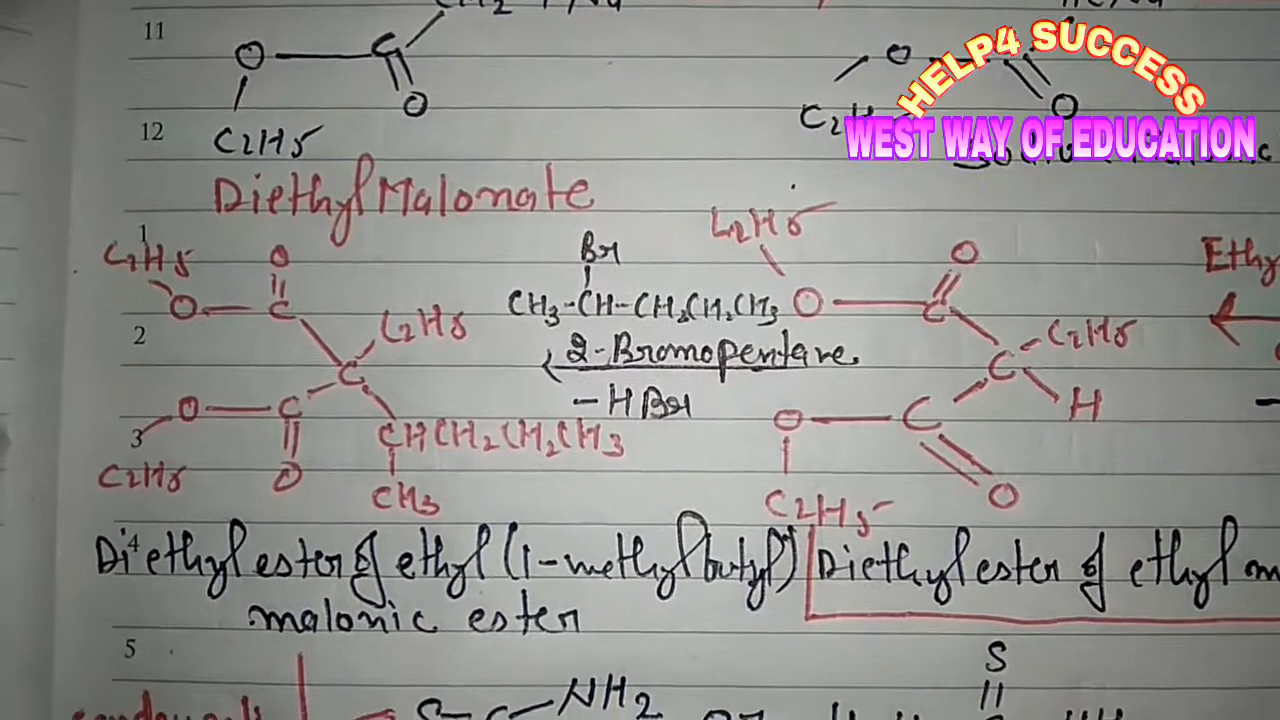 11
O C
O
O
O
HELP4 SUCCESS
12
C2H5
WEST WAY OF EDUCATION
Diethyl Malonate
1
C2H5 O
Br
C2H5
O
O C
CH3-CH-CH2CH2CH3
O C
Ethy
2
C2H5
2-Bromopentane
C2H5
C
C
O C
-HBr
H
O C
3
CHCH2CH2CH3
C2H5 O
CH3
O
C2H5
4
Diethyl ester of ethyl (1-methyl butyl)
malonic ester
Diethyl ester of ethyl m
5
S
NH2